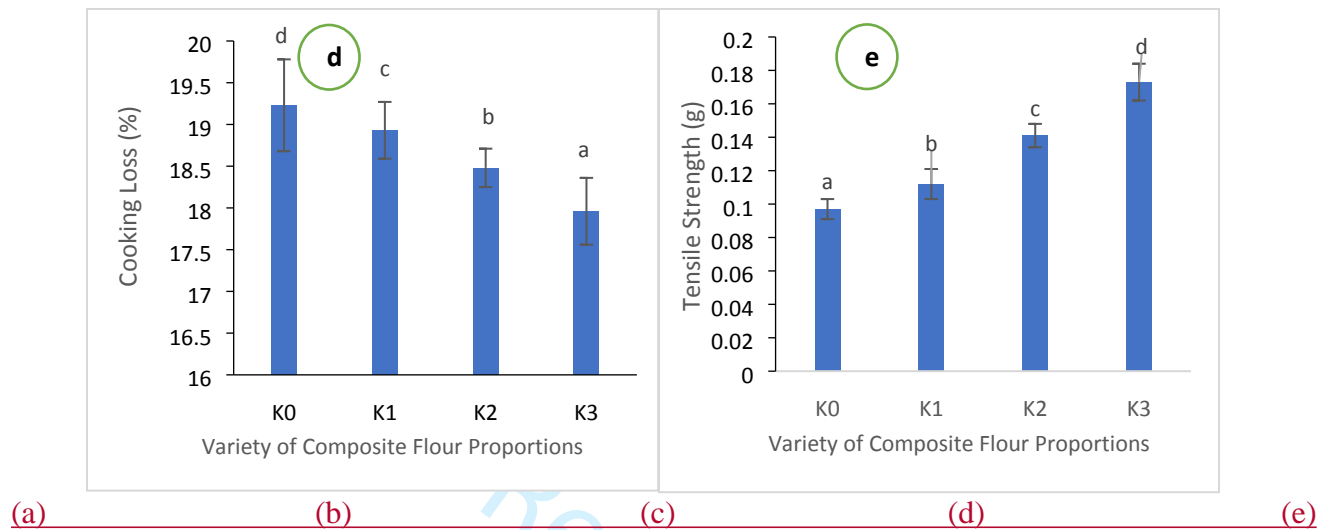 d
Cooking Loss (%)
20
19.5
19
18.5
18
17.5
17
16.5
16
d
c
b
a
K0 K1 K2 K3
Variety of Composite Flour Proportions
e
Tensile Strength (g)
0.2
0.18
0.16
0.14
0.12
0.1
0.08
0.06
0.04
0.02
0
a
b
c
d
K0 K1 K2 K3
Variety of Composite Flour Proportions
(a) (b) (c) (d) (e)